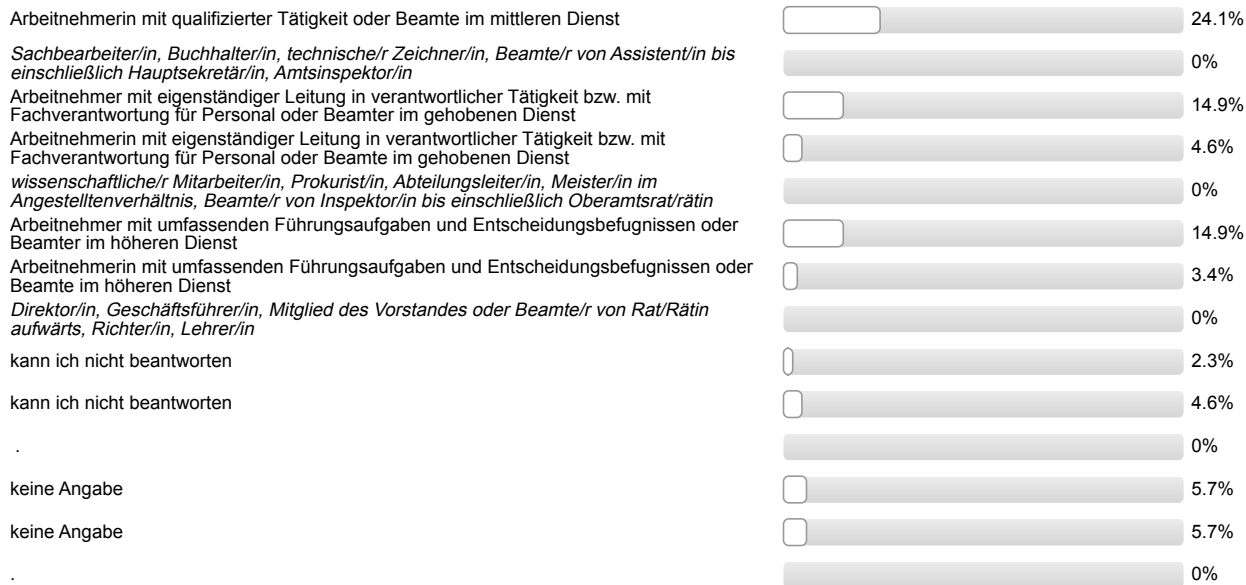 Arbeitnehmerin mit qualifizierter Tätigkeit oder Beamte im mittleren Dienst 24.1%
Sachbearbeiter/in, Buchhalter/in, technische/r Zeichner/in, Beamte/r von Assistent/in bis
einschließlich Hauptsekretär/in, Amtsinspektor/in 0%
Arbeitnehmer mit eigenständiger Leitung in verantwortlicher Tätigkeit bzw. mit
Fachverantwortung für Personal oder Beamter im gehobenen Dienst 14.9%
Arbeitnehmerin mit eigenständiger Leitung in verantwortlicher Tätigkeit bzw. mit
Fachverantwortung für Personal oder Beamte im gehobenen Dienst 4.6%
wissenschaftliche/r Mitarbeiter/in, Prokurist/in, Abteilungsleiter/in, Meister/in im
Angestelltenverhältnis, Beamte/r von Inspektor/in bis einschließlich Oberamtsrat/rätin 0%
Arbeitnehmer mit umfassenden Führungsaufgaben und Entscheidungsbefugnissen oder
Beamter im höheren Dienst 14.9%
Arbeitnehmerin mit umfassenden Führungsaufgaben und Entscheidungsbefugnissen oder
Beamte im höheren Dienst 3.4%
Direktor/in, Geschäftsführer/in, Mitglied des Vorstandes oder Beamte/r von Rat/Rätin
aufwärts, Richter/in, Lehrer/in 0%
kann ich nicht beantworten 2.3%
kann ich nicht beantworten 4.6%
. 0%
keine Angabe 5.7%
keine Angabe 5.7%
. 0%